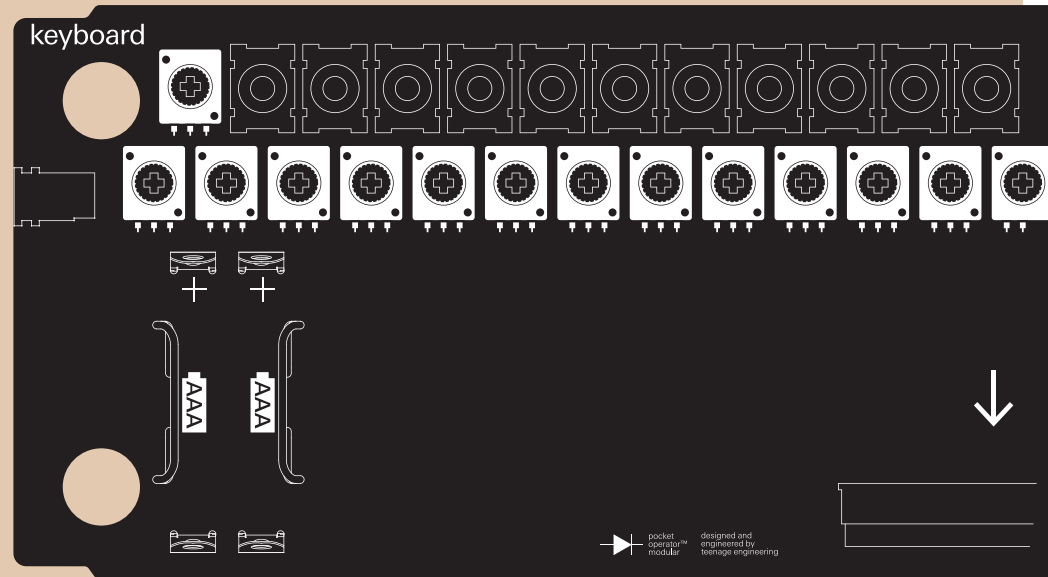 keyboard
AAA
AAA
pocket
operator™
modular
designed and
engineered by
teenage engineering